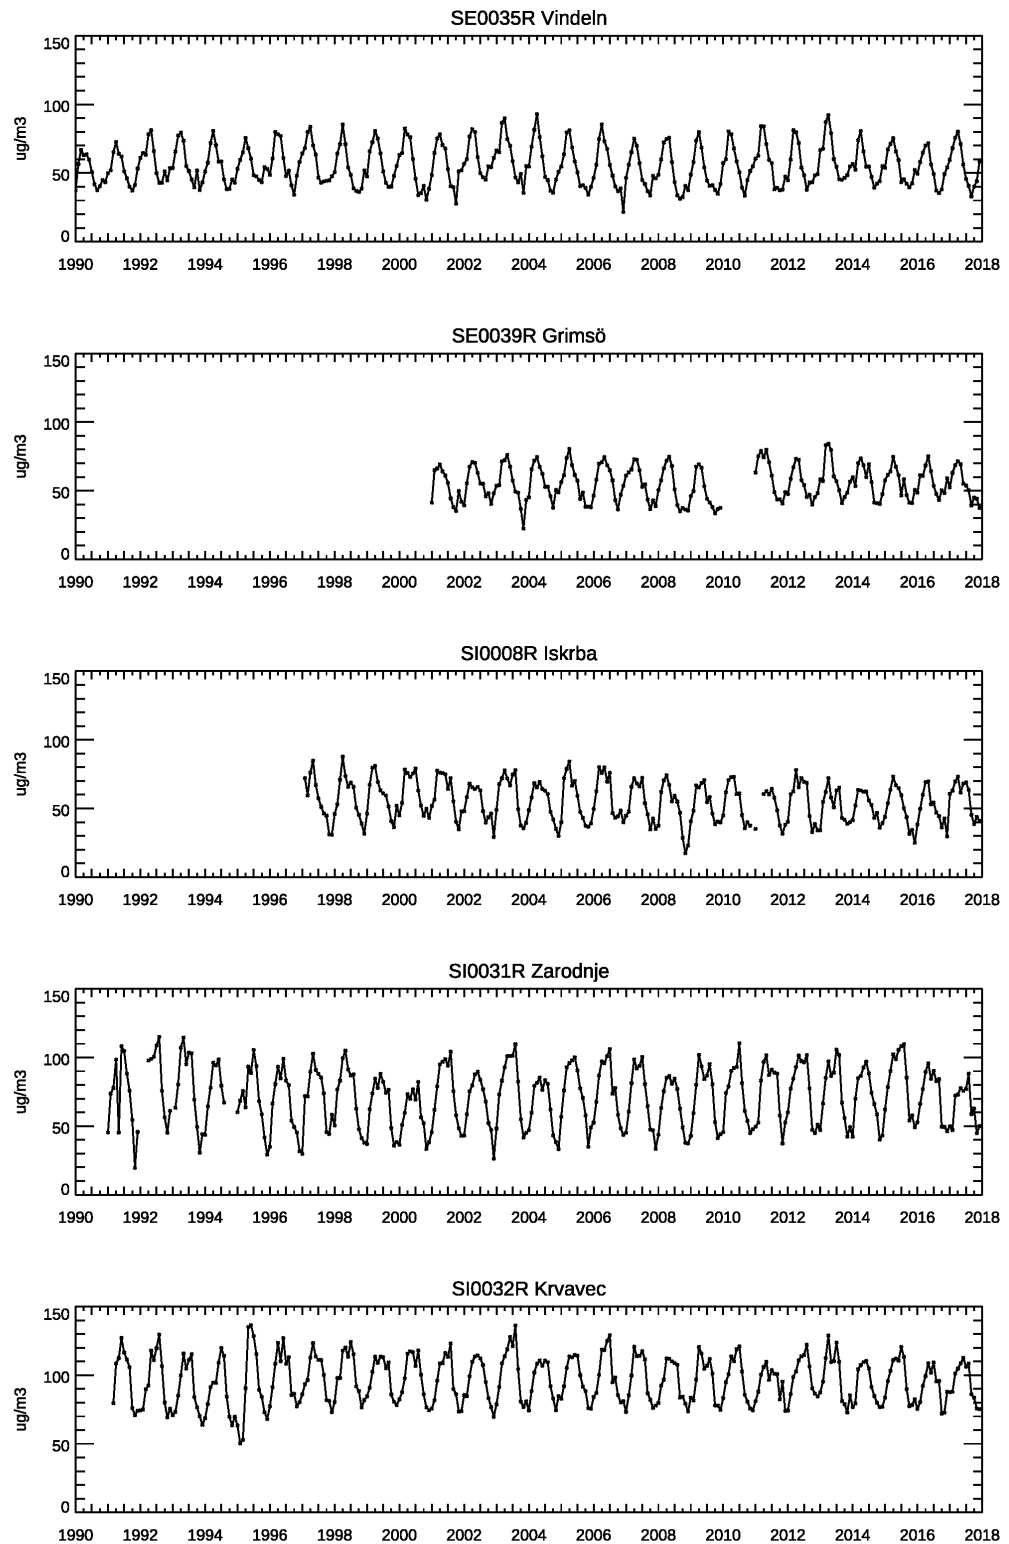 SE0035R Vindeln
150
100
50
0
ug/m3
1990 1992 1994 1996 1998 2000 2002 2004 2006 2008 2010 2012 2014 2016 2018
SE0039R Grimsö
150
100
50
0
ug/m3
1990 1992 1994 1996 1998 2000 2002 2004 2006 2008 2010 2012 2014 2016 2018
SI0008R Iskrba
150
100
50
0
ug/m3
1990 1992 1994 1996 1998 2000 2002 2004 2006 2008 2010 2012 2014 2016 2018
SI0031R Zarodnje
150
100
50
0
ug/m3
1990 1992 1994 1996 1998 2000 2002 2004 2006 2008 2010 2012 2014 2016 2018
SI0032R Krvavec
150
100
50
0
ug/m3
1990 1992 1994 1996 1998 2000 2002 2004 2006 2008 2010 2012 2014 2016 2018